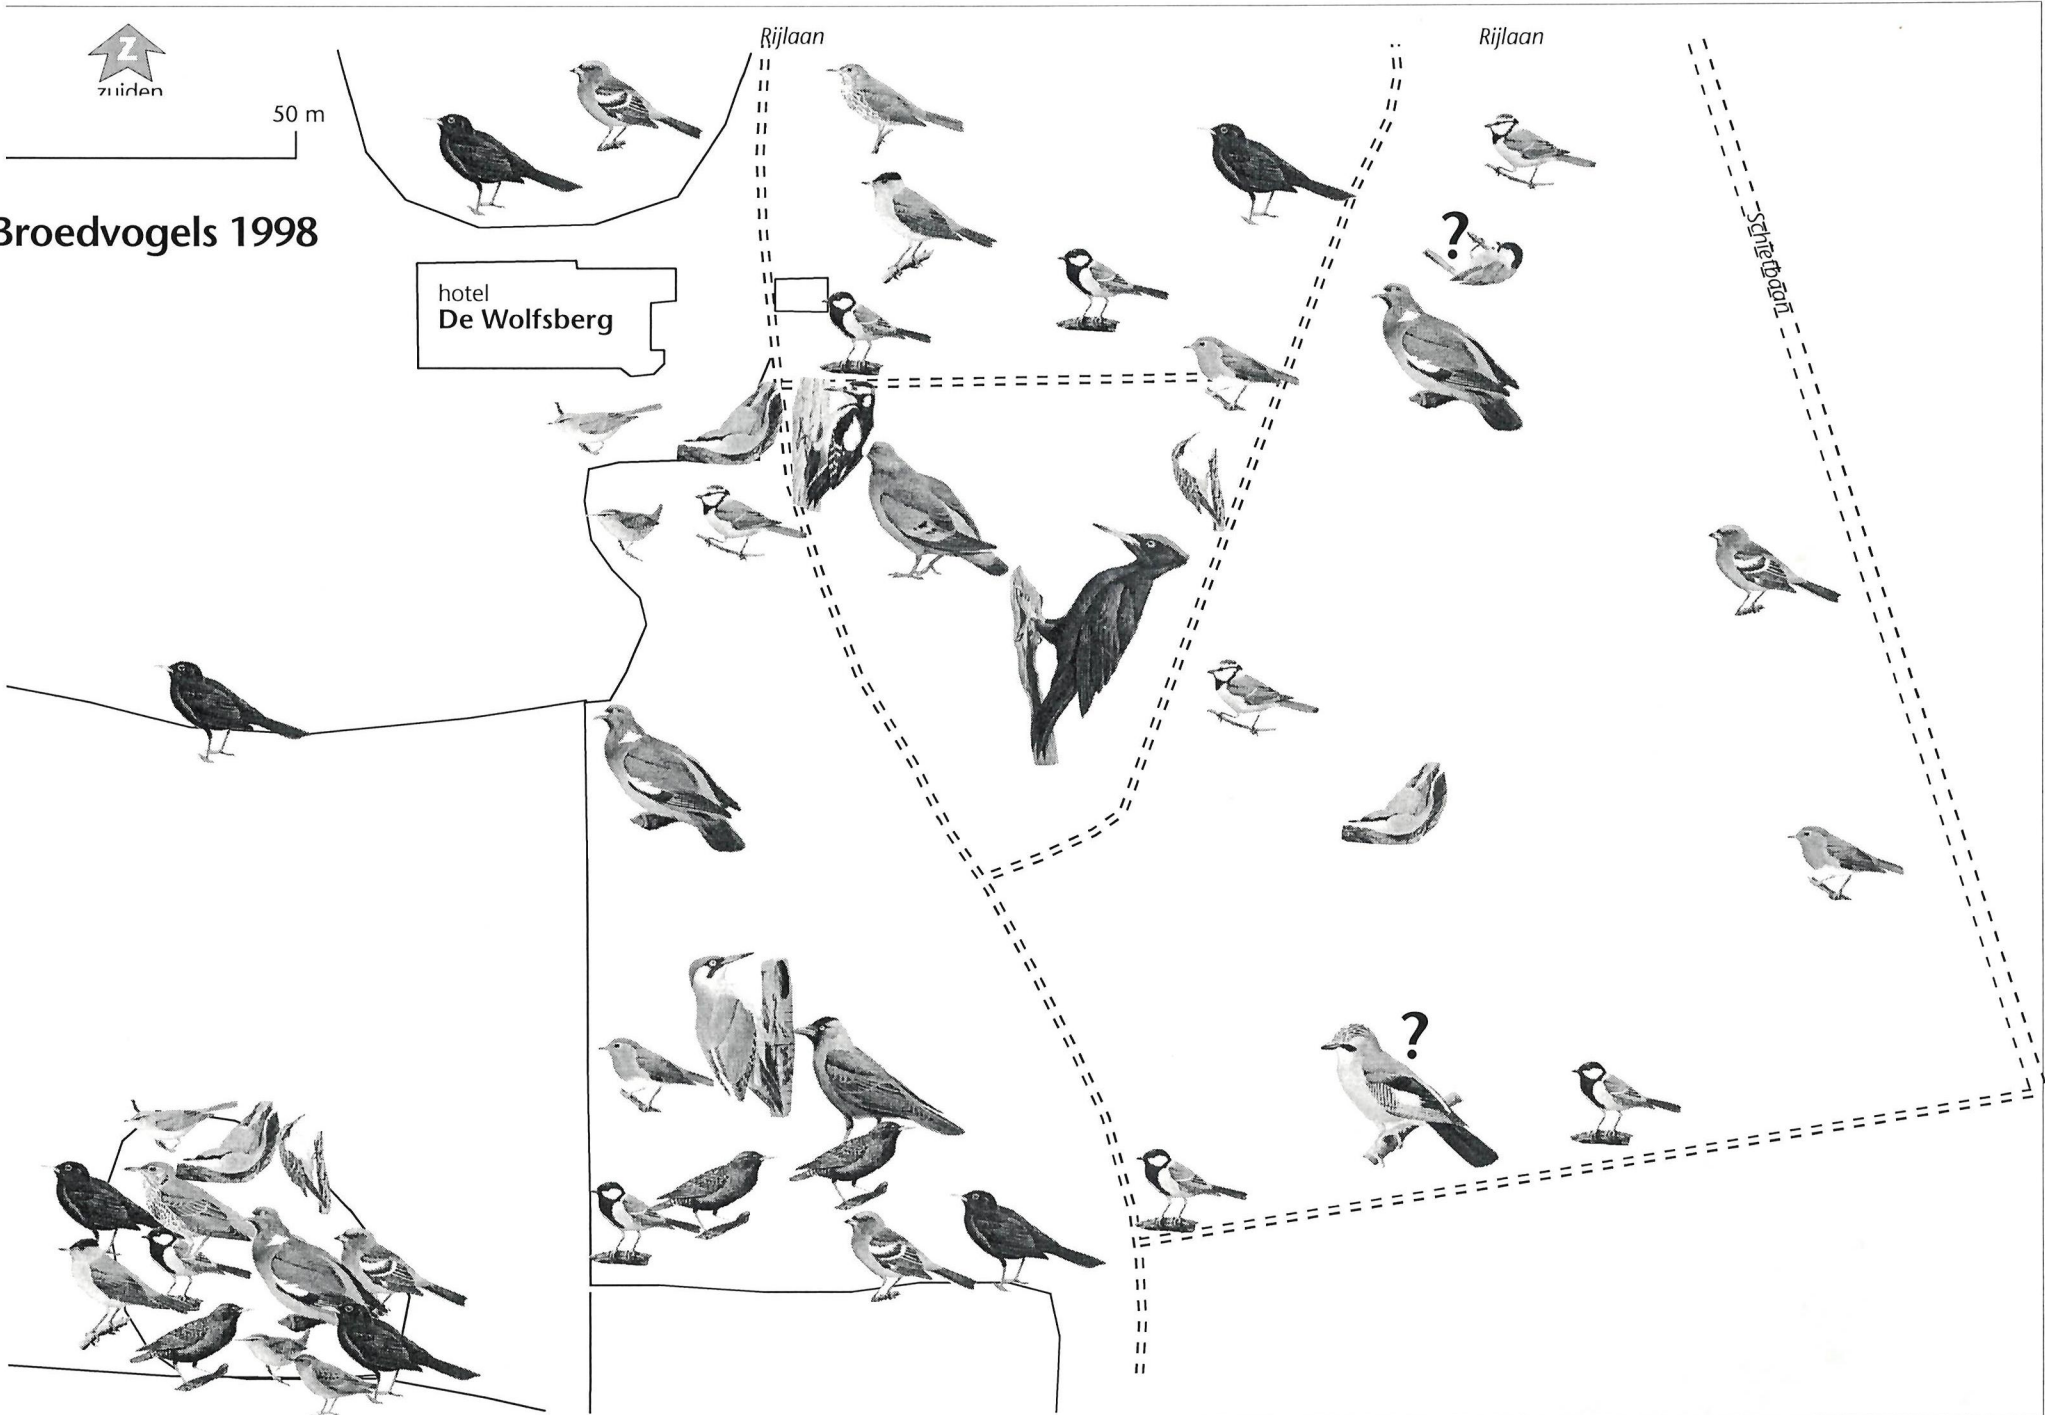 Z
zuiden
50 m
Broedvogels 1998
Rijlaan
Rijlaan
Schietbaan
hotel
De Wolfsberg
?
?